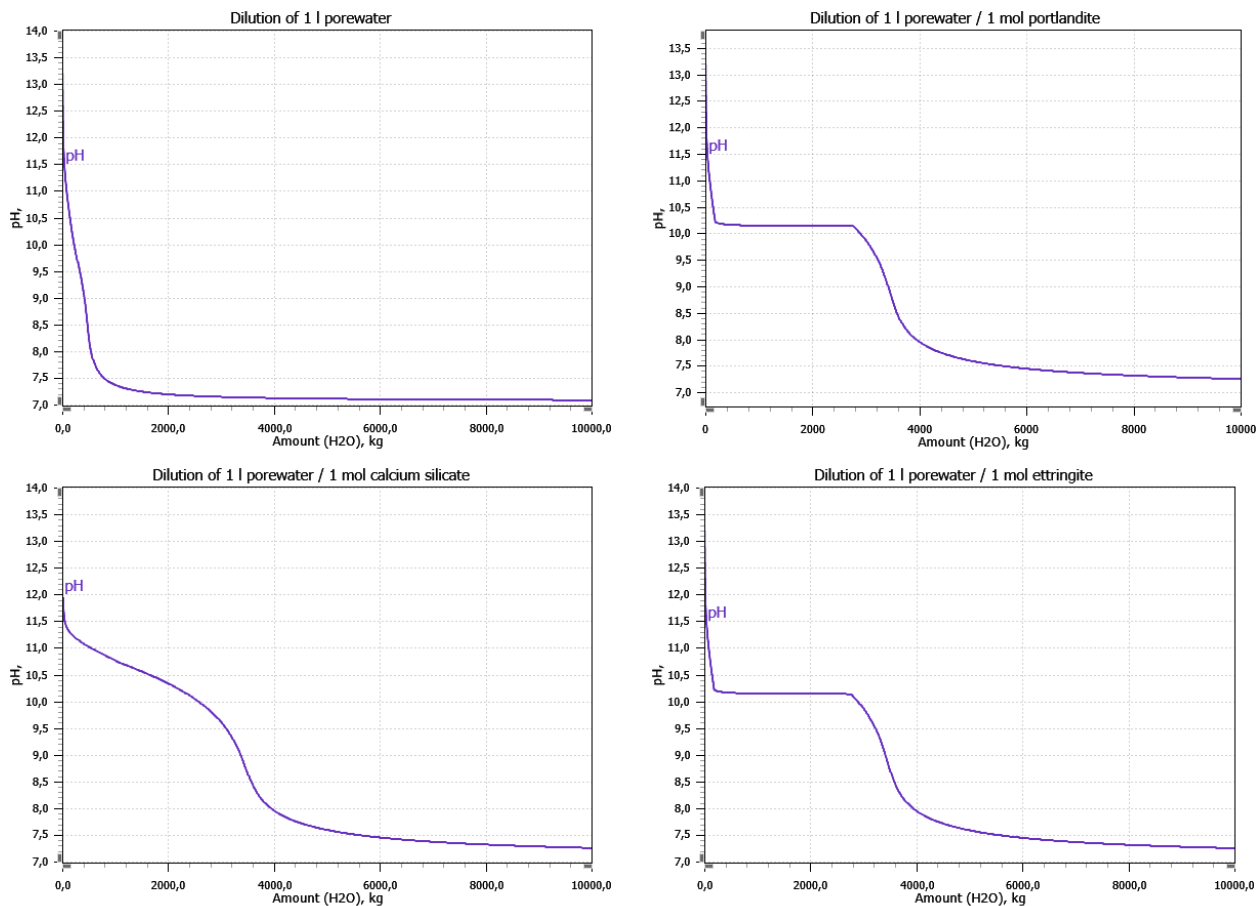 Dilution of 1 l porewater
14,0
13,5
13,0
12,5
12,0
11,5
11,0
10,5
10,0
9,5
9,0
8,5
8,0
7,5
7,0
pH,
pH
0,0 2000,0 4000,0 6000,0 8000,0 10000,0
Amount (H2O), kg
Dilution of 1 l porewater / 1 mol portlandite
13,5
13,0
12,5
12,0
11,5
11,0
10,5
10,0
9,5
9,0
8,5
8,0
7,5
7,0
pH,
pH
0 2000 4000 6000 8000 10000
Amount (H2O), kg
Dilution of 1 l porewater / 1 mol calcium silicate
14,0
13,5
13,0
12,5
12,0
11,5
11,0
10,5
10,0
9,5
9,0
8,5
8,0
7,5
7,0
pH,
pH
0,0 2000,0 4000,0 6000,0 8000,0 10000,0
Amount (H2O), kg
Dilution of 1 l porewater / 1 mol ettringite
14,0
13,5
13,0
12,5
12,0
11,5
11,0
10,5
10,0
9,5
9,0
8,5
8,0
7,5
7,0
pH,
pH
0,0 2000,0 4000,0 6000,0 8000,0 10000,0
Amount (H2O), kg